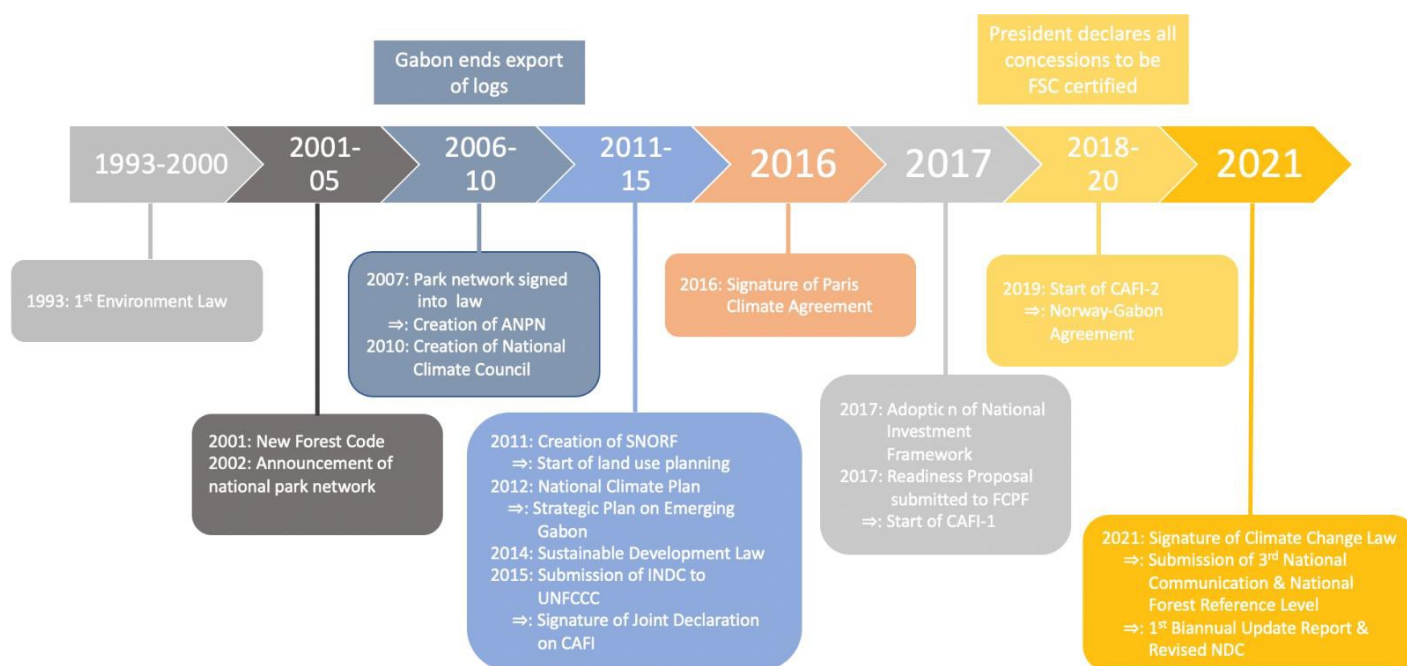 Gabon ends export
of logs
President declares all
concessions to be
FSC certified
1993-2000
2001-
05
2006-
10
2011-
15
2016
2017
2018-
20
2021
1993: 1st Environment Law
2001: New Forest Code
2002: Announcement of
national park network
2007: Park network signed
into law
⇒: Creation of ANPN
2010: Creation of National
Climate Council
2011: Creation of SNORF
⇒: Start of land use planning
2012: National Climate Plan
⇒: Strategic Plan on Emerging
Gabon
2014: Sustainable Development Law
2015: Submission of INDC to
UNFCCC
⇒: Signature of Joint Declaration
on CAFI
2016: Signature of Paris
Climate Agreement
2017: Adoption of National
Investment
Framework
2017: Readiness Proposal
submitted to FCPF
⇒: Start of CAFI-1
2019: Start of CAFI-2
⇒: Norway-Gabon
Agreement
2021: Signature of Climate Change Law
⇒: Submission of 3rd National
Communication & National
Forest Reference Level
⇒: 1st Biannual Update Report &
Revised NDC